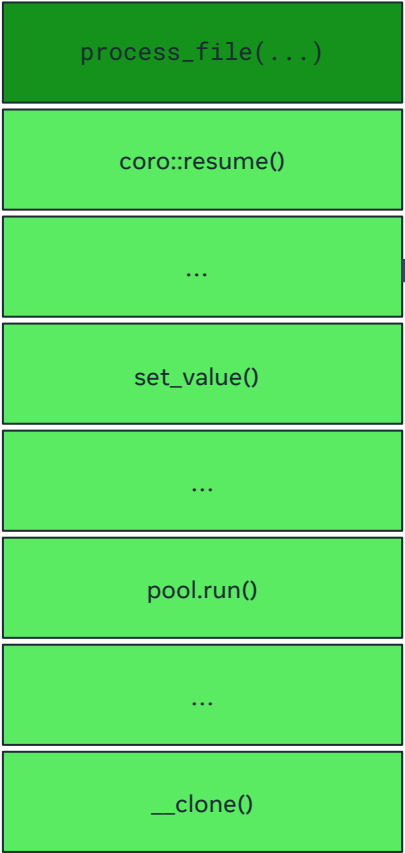 process_file(...)
coro::resume()
...
set_value()
...
pool.run()
...
__clone()